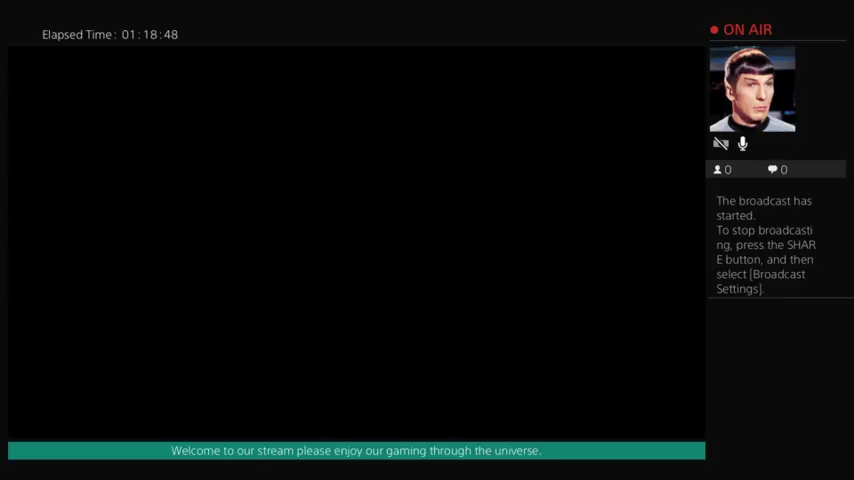 Elapsed Time: 01:18:48
ON AIR
0 0
The broadcast has
started.
To stop broadcasti
ng, press the SHAR
E button, and then
select [Broadcast
Settings].
Welcome to our stream please enjoy our gaming through the universe.